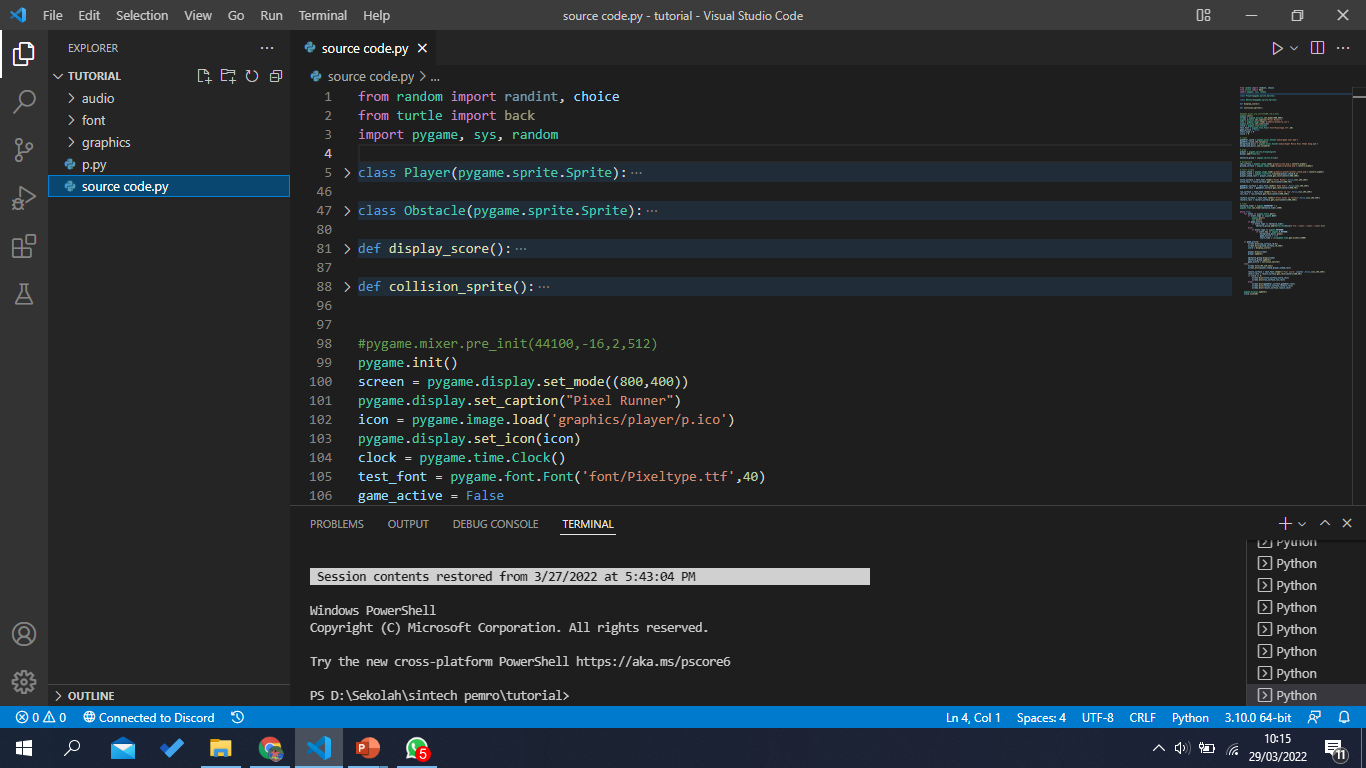 File Edit Selection View Go Run Terminal Help
source code.py - tutorial - Visual Studio Code
EXPLORER
TUTORIAL
audio
font
graphics
p.py
source code.py
OUTLINE
source code.py
source code.py > ...
1 from random import randint, choice
2 from turtle import back
3 import pygame, sys, random
4
5 class Player(pygame.sprite.Sprite): ...
46
47 class Obstacle(pygame.sprite.Sprite): ...
80
81 def display_score(): ...
87
88 def collision_sprite(): ...
96
97
98 #pygame.mixer.pre_init(44100,-16,2,512)
99 pygame.init()
100 screen = pygame.display.set_mode((800,400))
101 pygame.display.set_caption("Pixel Runner")
102 icon = pygame.image.load('graphics/player/p.ico')
103 pygame.display.set_icon(icon)
104 clock = pygame.time.Clock()
105 test_font = pygame.font.Font('font/Pixeltype.ttf',40)
106 game_active = False
PROBLEMS OUTPUT DEBUG CONSOLE TERMINAL
Session contents restored from 3/27/2022 at 5:43:04 PM
Windows PowerShell
Copyright (C) Microsoft Corporation. All rights reserved.
Try the new cross-platform PowerShell https://aka.ms/pscore6
PS D:\Sekolah\sintech pemro\tutorial>
Python
Python
Python
Python
Python
Python
Python
Python
0 0 Connected to Discord
Ln 4, Col 1 Spaces: 4 UTF-8 CRLF Python 3.10.0 64-bit
5
10:15
29/03/2022
11